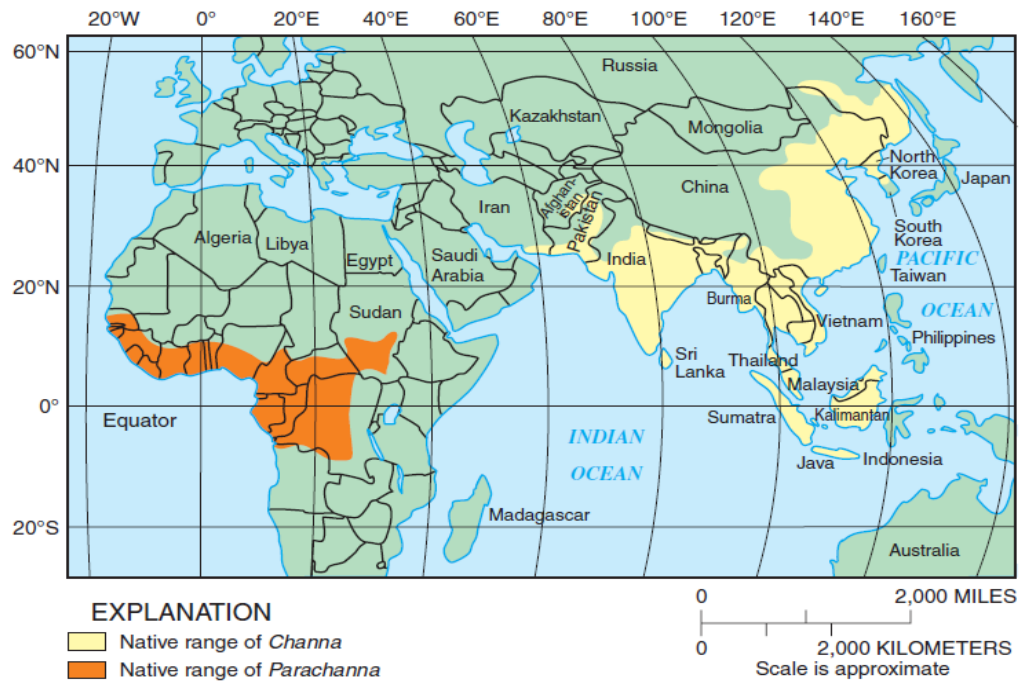 20°W 0° 20°E 40°E 60°E 80°E 100°E 120°E 140°E 160°E
60°N
40°N
20°N
0°
20°S
Russia
Kazakhstan
Mongolia
China
North
Korea
Japan
South
Korea
PACIFIC
OCEAN
Taiwan
Philippines
Afghan-
istan
Pakistan
Iran
India
Algeria
Libya
Egypt
Saudi
Arabia
Sudan
Burma
Vietnam
Sri
Lanka
Thailand
Malaysia
Sumatra
Kalimantan
Java
Indonesia
Equator
INDIAN
OCEAN
Madagascar
Australia
EXPLANATION
Native range of Channa
Native range of Parachanna
0 2,000 MILES
0 2,000 KILOMETERS
Scale is approximate